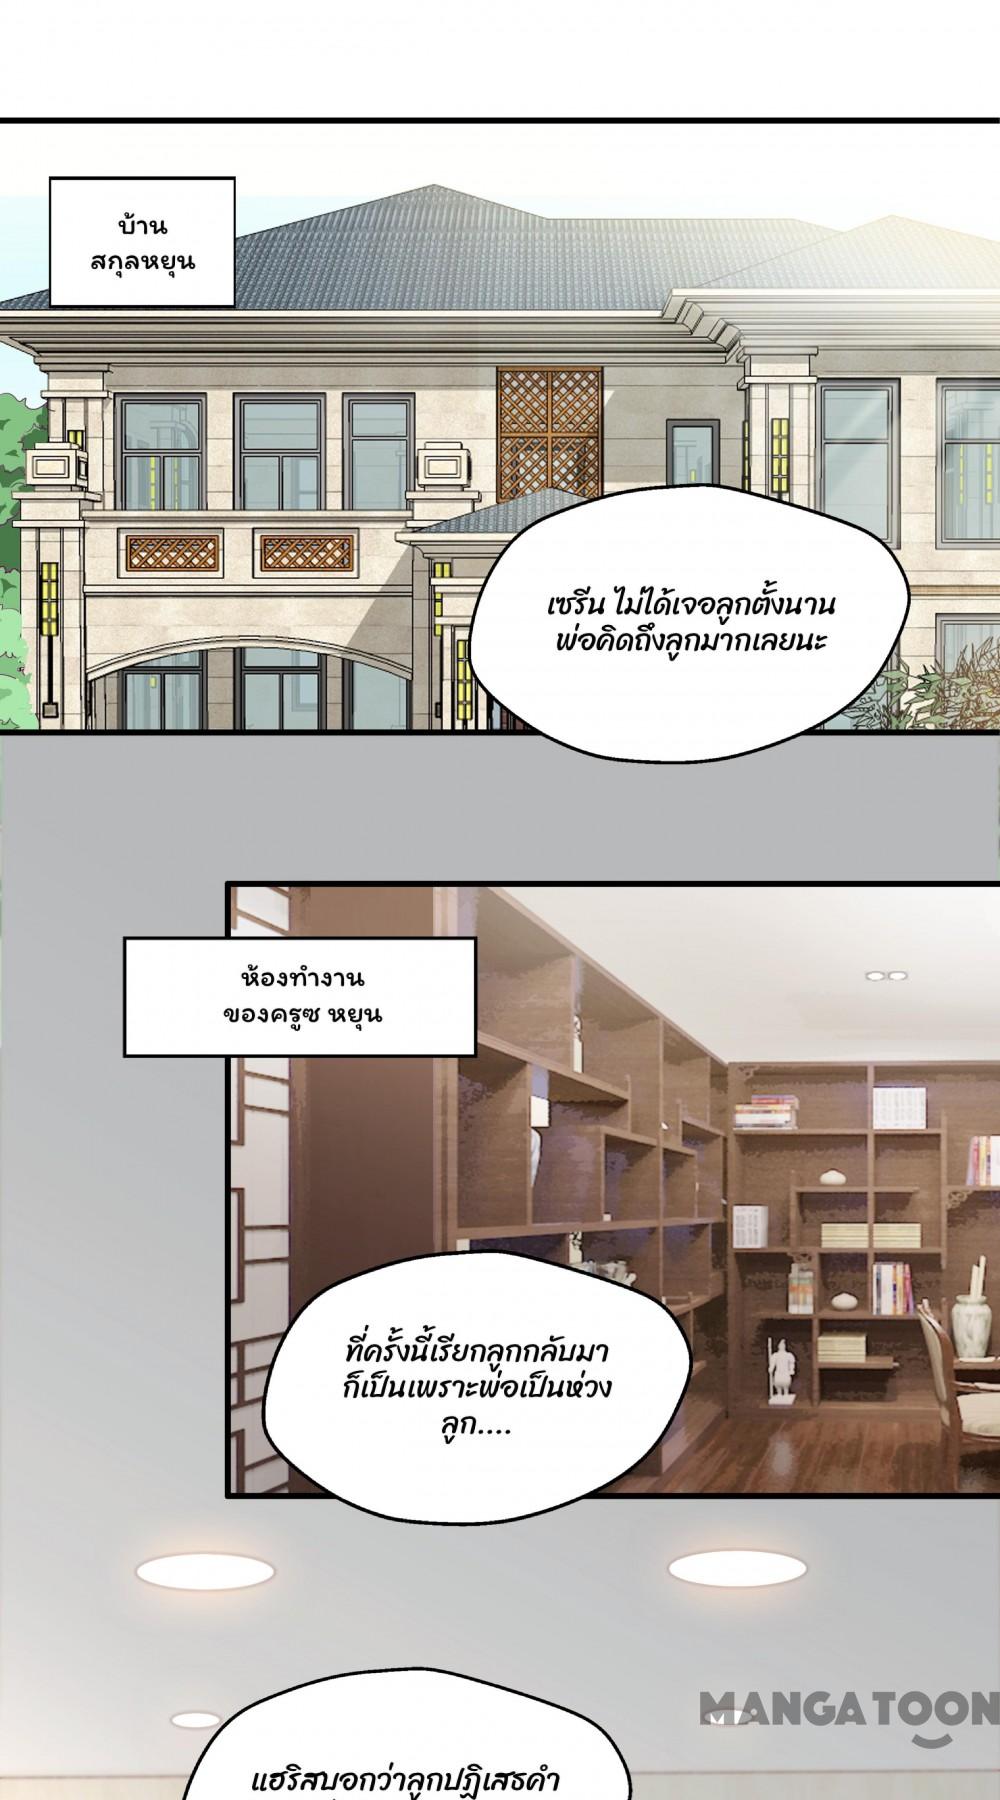 บ้าน
สกุลหยุน
เซรีน ไม่ได้เจอลูกตั้งนาน
พ่อคิดถึงลูกมากเลยนะ
ห้องทำงาน
ของครูซ หยุน
ที่ครั้งนี้เรียกลูกกลับมา
ก็เป็นเพราะพ่อเป็นห่วง
ลูก....
MANGATOON
แฮริสบอกว่าลูกปฏิเสธคำ